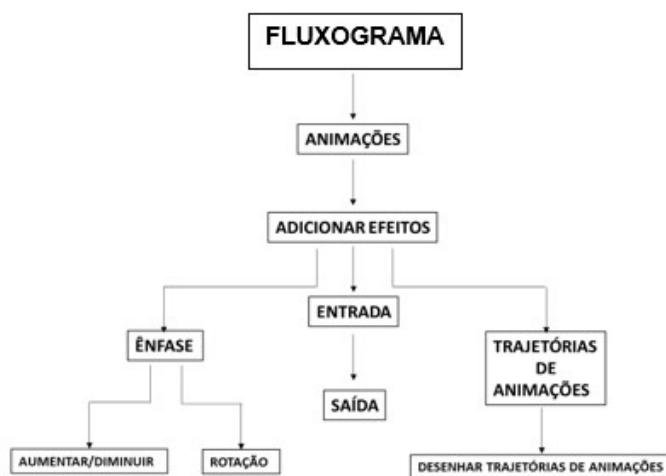 FLUXOGRAMA
ANIMAÇÕES
ADICIONAR EFEITOS
ENTRADA
ÊNFASE
TRAJETÓRIAS
DE
ANIMAÇÕES
SAÍDA
AUMENTAR/DIMINUIR
ROTAÇÃO
DESENHAR TRAJETÓRIAS DE ANIMAÇÕES